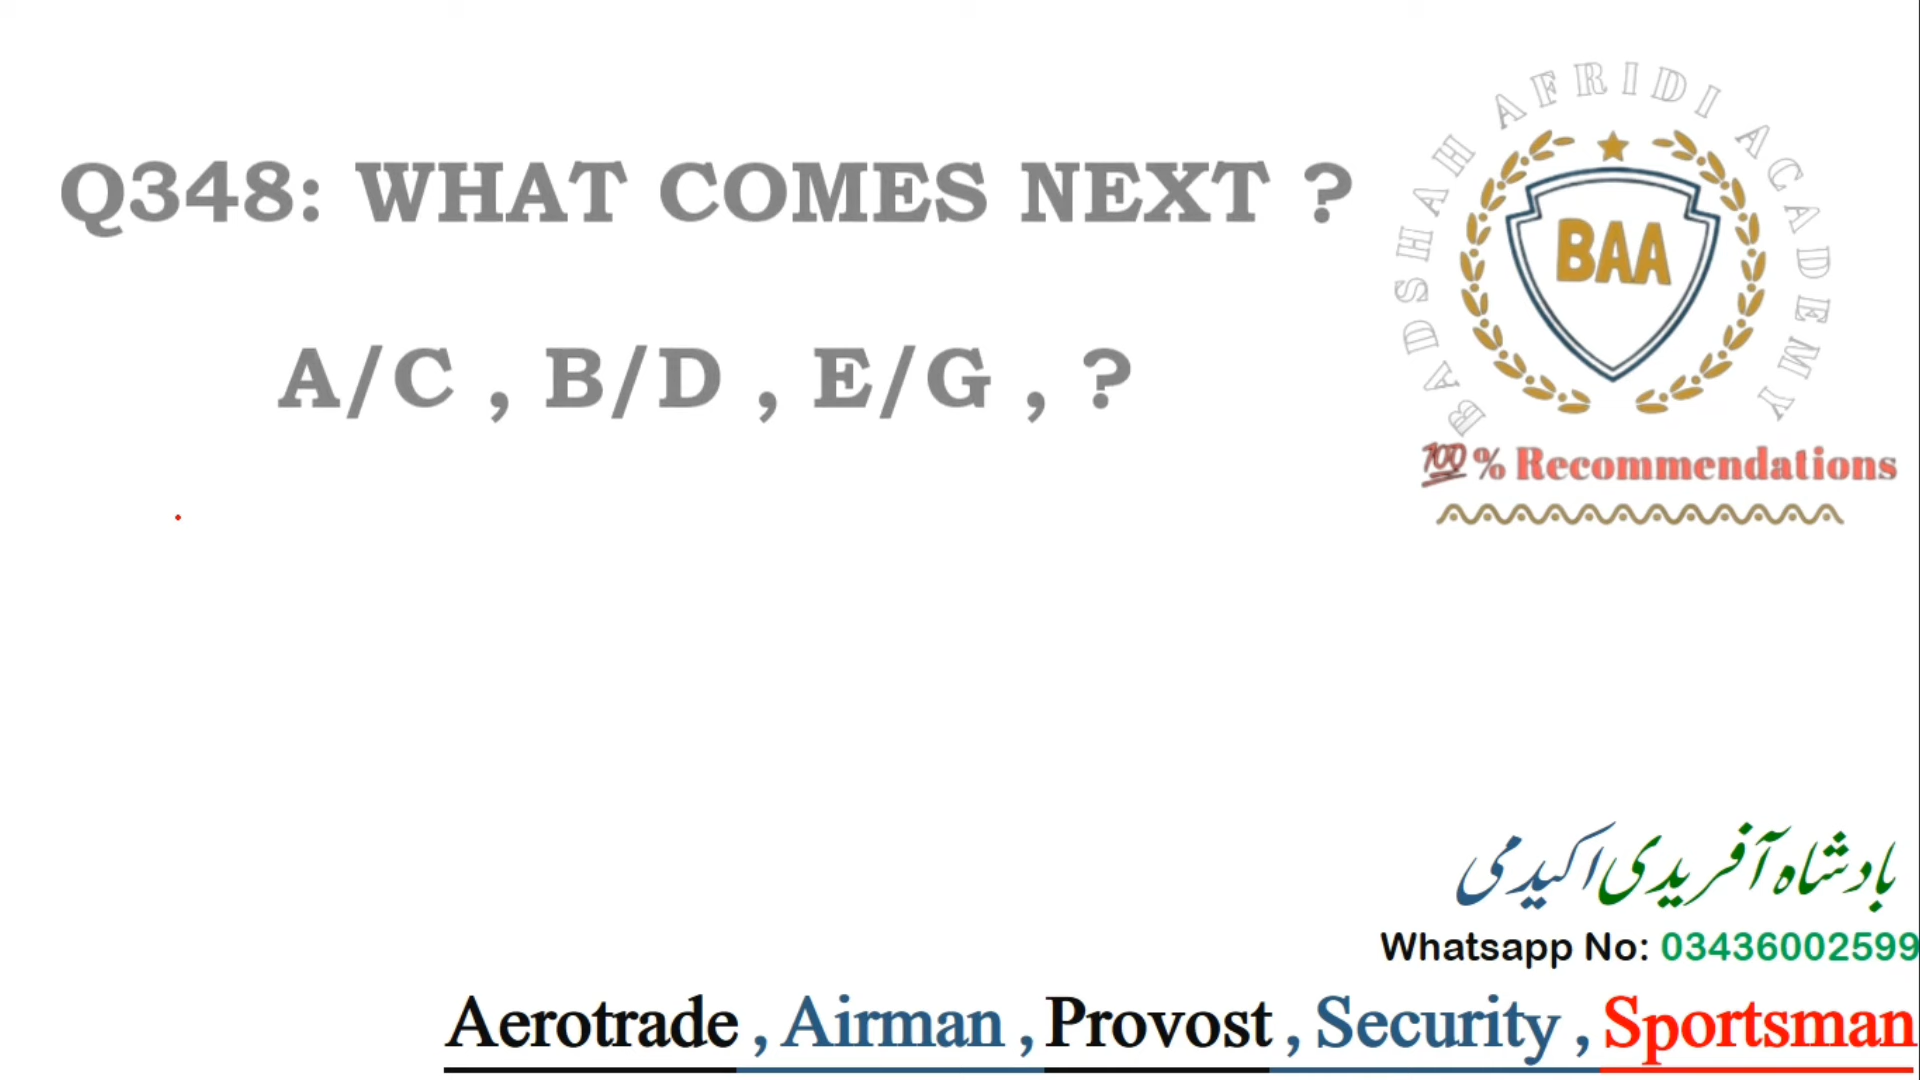 Q348: WHAT COMES NEXT ?
A/C , B/D , E/G , ?
BADSHAH AFRIDI ACADEMY
BAA
100% Recommendations
بادشاہ آفریدی اکیڈمی
Whatsapp No: 03436002599
Aerotrade , Airman , Provost , Security , Sportsman